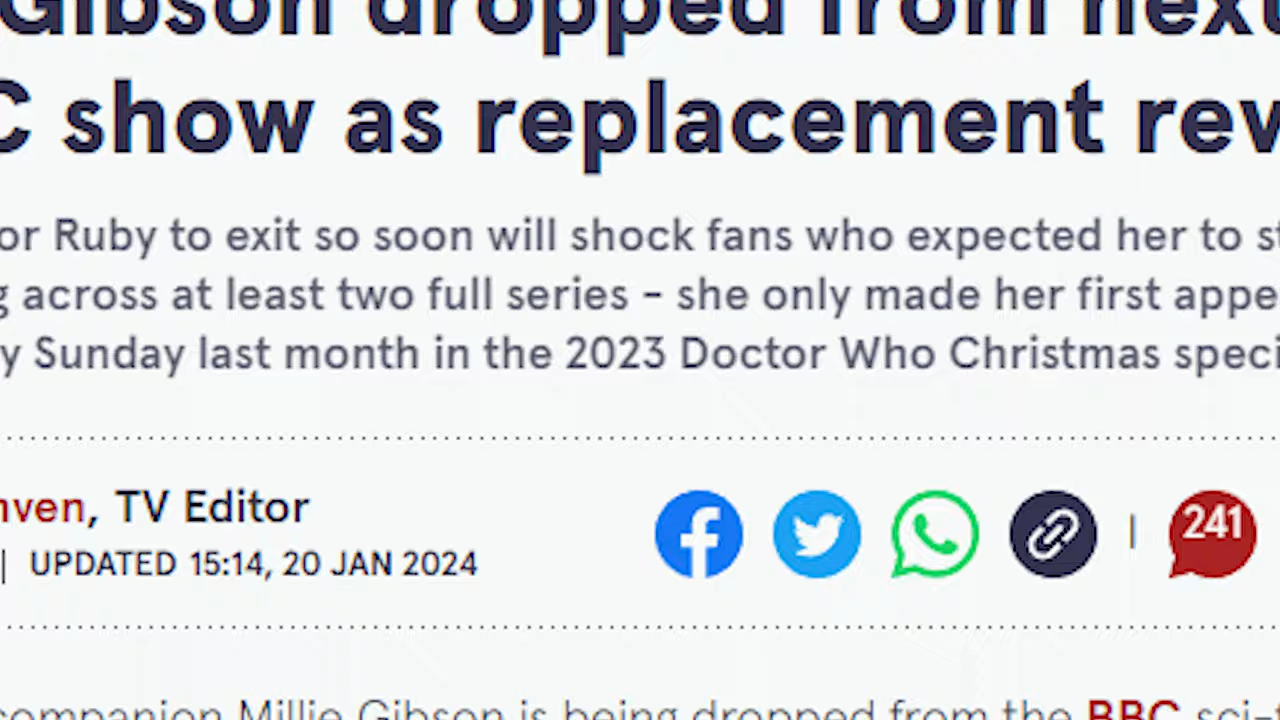 Gibson dropped from next
C show as replacement rev
or Ruby to exit so soon will shock fans who expected her to st
g across at least two full series – she only made her first appe
y Sunday last month in the 2023 Doctor Who Christmas speci
nven, TV Editor
| UPDATED 15:14, 20 JAN 2024
241
companion Millie Gibson is being dropped from the BBC sci-f